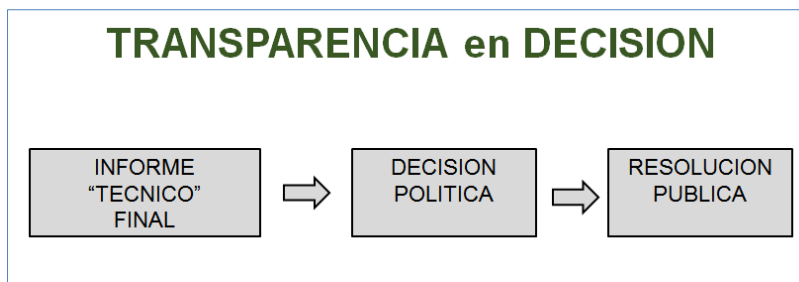 TRANSPARENCIA en DECISION
INFORME
“TECNICO”
FINAL
DECISION
POLITICA
RESOLUCION
PUBLICA